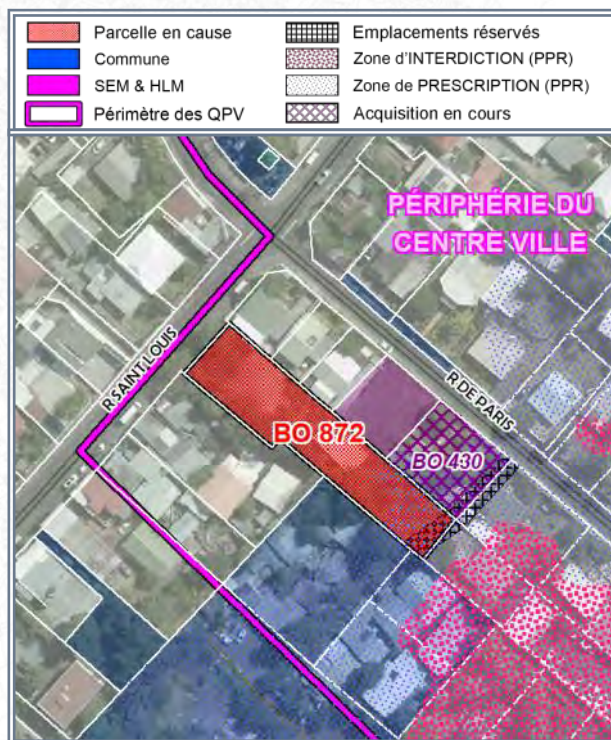 Parcelle en cause
Commune
SEM & HLM
Périmètre des QPV
Emplacements réservés
Zone d'INTERDICTION (PPR)
Zone de PRESCRIPTION (PPR)
Acquisition en cours
PÉRIPHÉRIE DU
CENTRE VILLE
R SAINT LOUIS
R DE PARIS
BO 872
BO 430